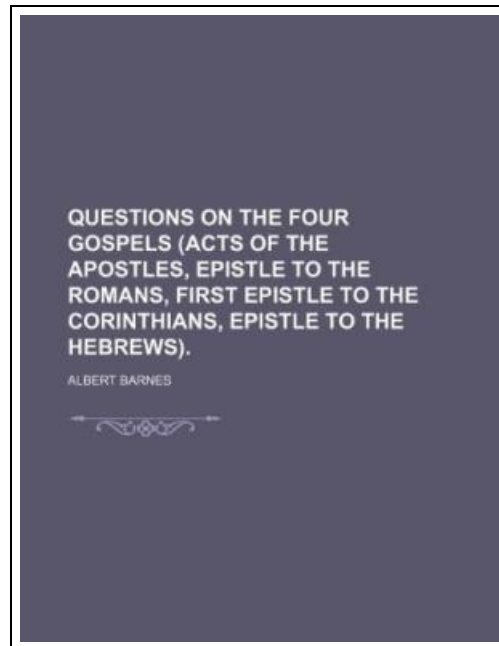 QUESTIONS ON THE FOUR
GOSPELS (ACTS OF THE
APOSTLES, EPISTLE TO THE
ROMANS, FIRST EPISTLE TO THE
CORINTHIANS, EPISTLE TO THE
HEBREWS).
ALBERT BARNES